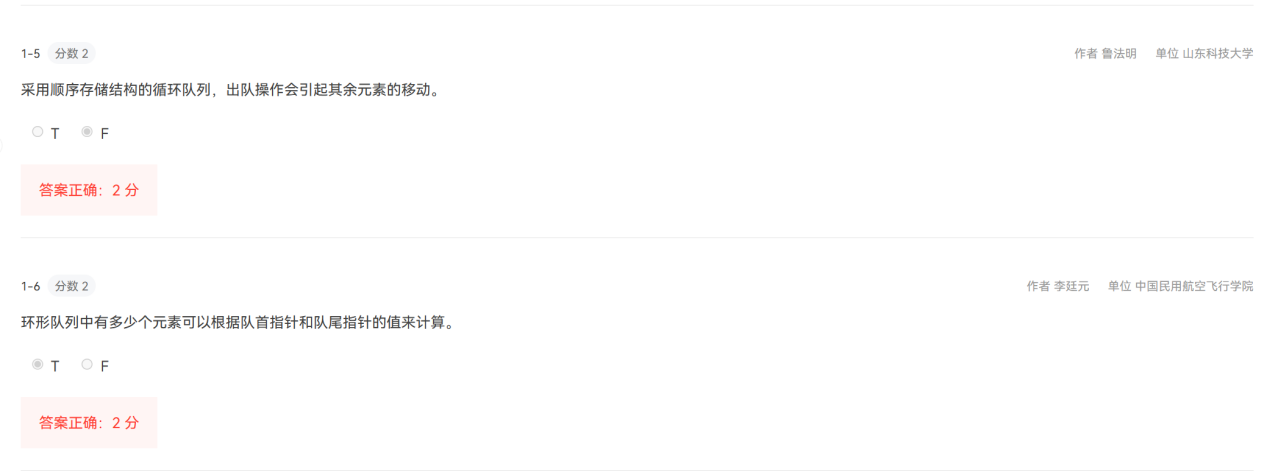 1-5 分数 2 作者 鲁法明 单位 山东科技大学
采用顺序存储结构的循环队列，出队操作会引起其余元素的移动。
T F
答案正确：2 分
1-6 分数 2 作者 李廷元 单位 中国民用航空飞行学院
环形队列中有多少个元素可以根据队首指针和队尾指针的值来计算。
T F
答案正确：2 分